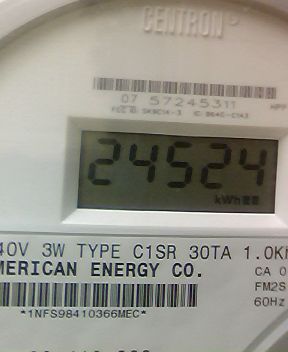 CENTRON®
07 57245311
24524
kWh
40V 3W TYPE C1SR 30TA 1.0Kh
MERICAN ENERGY CO.
CA 0
FM2S
60Hz
*1NFS98410366MEC*